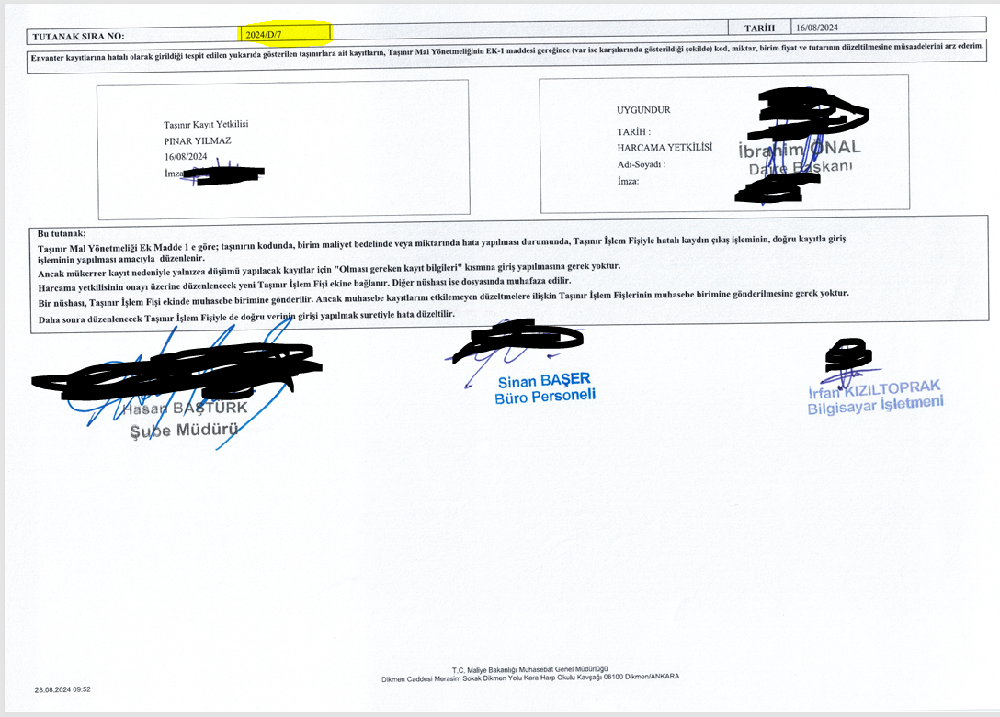 TUTANAK SIRA NO: 2024/D/7 TARİH 16/08/2024
Envanter kayıtlarına hatalı olarak girildiği tespit edilen yukarıda gösterilen taşınırlara ait kayıtların, Taşınır Mal Yönetmeliğinin EK-1 maddesi gereğince (var ise karşılarında gösterildiği şekilde) kod, miktar, birim fiyat ve tutarının düzeltilmesine müsaadelerini arz ederim.
Taşınır Kayıt Yetkilisi
PINAR YILMAZ
16/08/2024
İmza
UYGUNDUR
TARİH :
HARCAMA YETKİLİSİ
Adı-Soyadı :
İmza:
İbrahim ÖNAL
Daire Başkanı
Bu tutanak;
Taşınır Mal Yönetmeliği Ek Madde 1 e göre; taşınırın kodunda, birim maliyet bedelinde veya miktarında hata yapılması durumunda, Taşınır İşlem Fişiyle hatalı kaydın çıkış işleminin, doğru kayıtla giriş
işleminin yapılması amacıyla düzenlenir.
Ancak mükerrer kayıt nedeniyle yalnızca düşümü yapılacak kayıtlar için "Olması gereken kayıt bilgileri" kısmına giriş yapılmasına gerek yoktur.
Harcama yetkilisinin onayı üzerine düzenlenecek yeni Taşınır İşlem Fişi ekine bağlanır. Diğer nüshası ise dosyasında muhafaza edilir.
Bir nüshası, Taşınır İşlem Fişi ekinde muhasebe birimine gönderilir. Ancak muhasebe kayıtlarını etkilemeyen düzeltmelere ilişkin Taşınır İşlem Fişlerinin muhasebe birimine gönderilmesine gerek yoktur.
Daha sonra düzenlenecek Taşınır İşlem Fişiyle de doğru verinin girişi yapılmak suretiyle hata düzeltilir.
Hasan BAŞTÜRK
Şube Müdürü
Sinan BAŞER
Büro Personeli
İrfan KIZILTOPRAK
Bilgisayar İşletmeni
T.C. Maliye Bakanlığı Muhasebat Genel Müdürlüğü
Dikmen Caddesi Merasim Sokak Dikmen Yolu Kara Harp Okulu Kavşağı 06100 Dikmen/ANKARA
28.08.2024 09:52